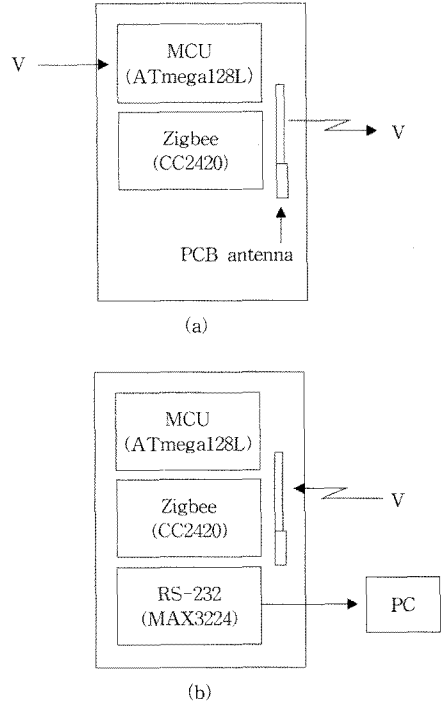 V
MCU
(ATmega128L)
Zigbee
(CC2420)
V
PCB antenna
(a)
MCU
(ATmega128L)
Zigbee
(CC2420)
V
RS-232
(MAX3224)
PC
(b)